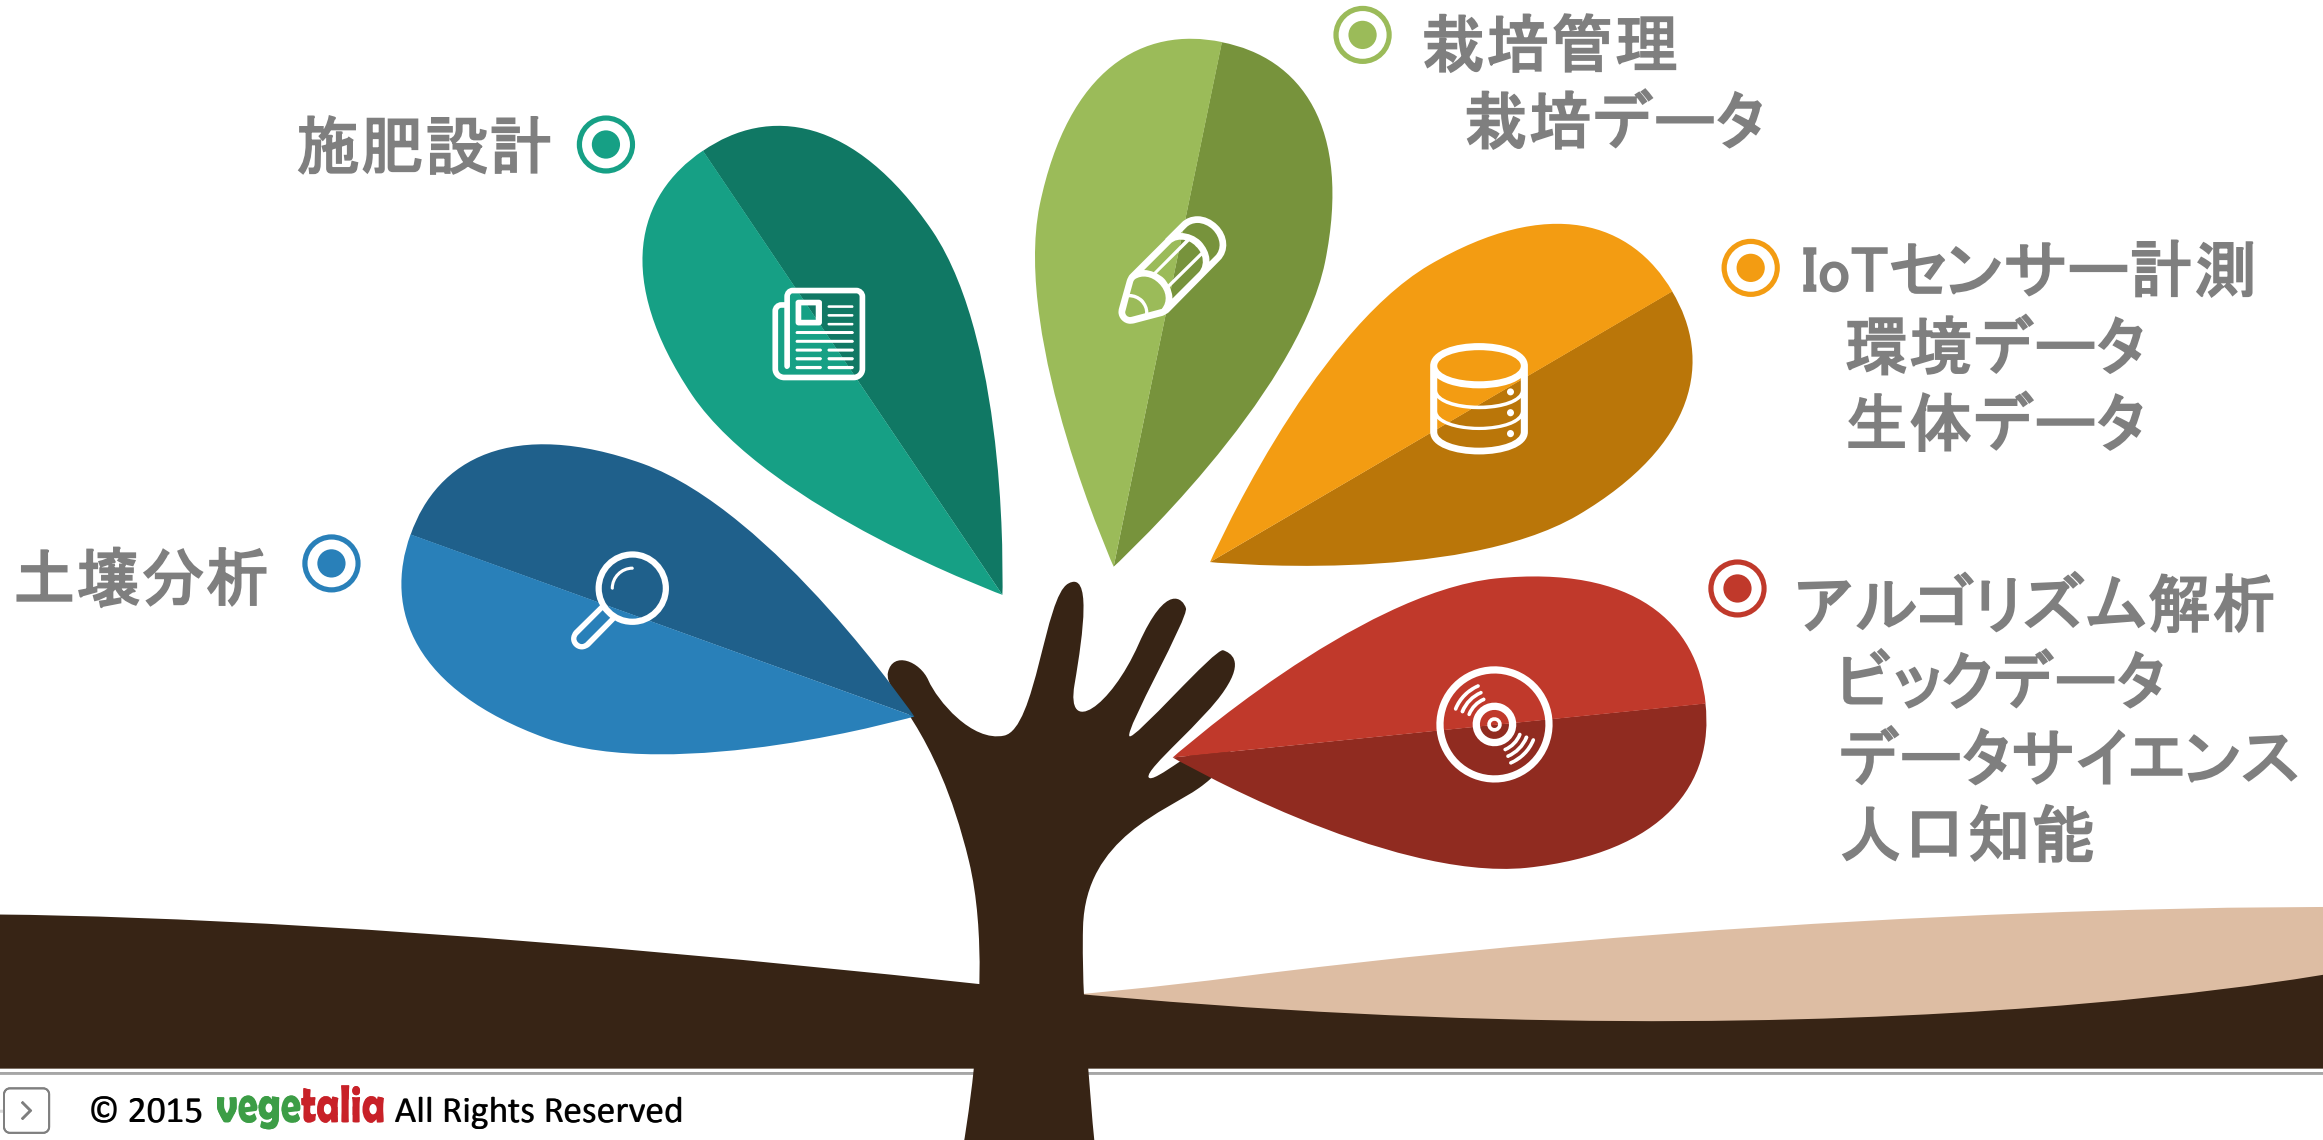 栽培管理
栽培データ
施肥設計
IoTセンサー計測
環境データ
生体データ
土壌分析
アルゴリズム解析
ビックデータ
データサイエンス
人口知能
© 2015 vegetalia All Rights Reserved